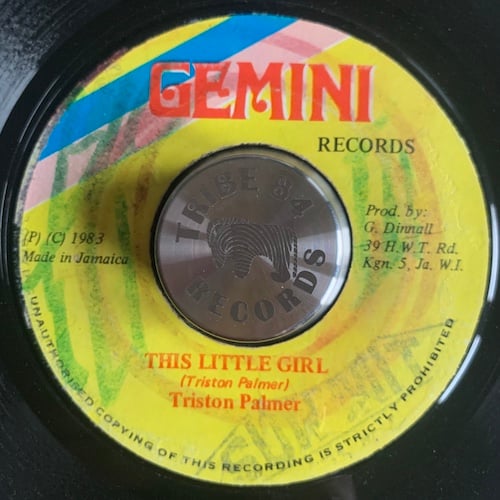 GEMINI
RECORDS
(P) (C) 1983
Made in Jamaica
Prod. by:
G. Dinnall
39 H.W.T. Rd.
Kgn. 5, Ja. W.I.
TRIBE 84
RECORDS
THIS LITTLE GIRL
(Triston Palmer)
Triston Palmer
UNAUTHORISED COPYING OF THIS RECORDING IS STRICTLY PROHIBITED